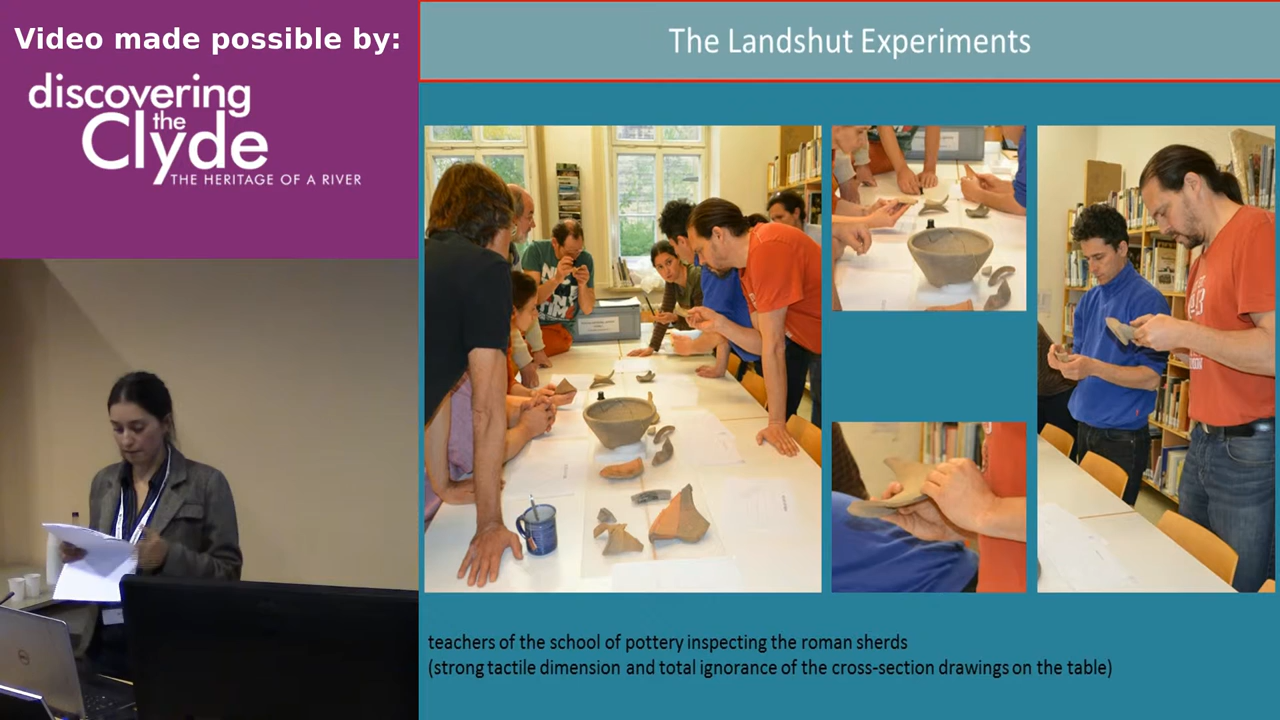 Video made possible by:
discovering
the
Clyde
THE HERITAGE OF A RIVER
The Landshut Experiments
teachers of the school of pottery inspecting the roman sherds
(strong tactile dimension and total ignorance of the cross-section drawings on the table)